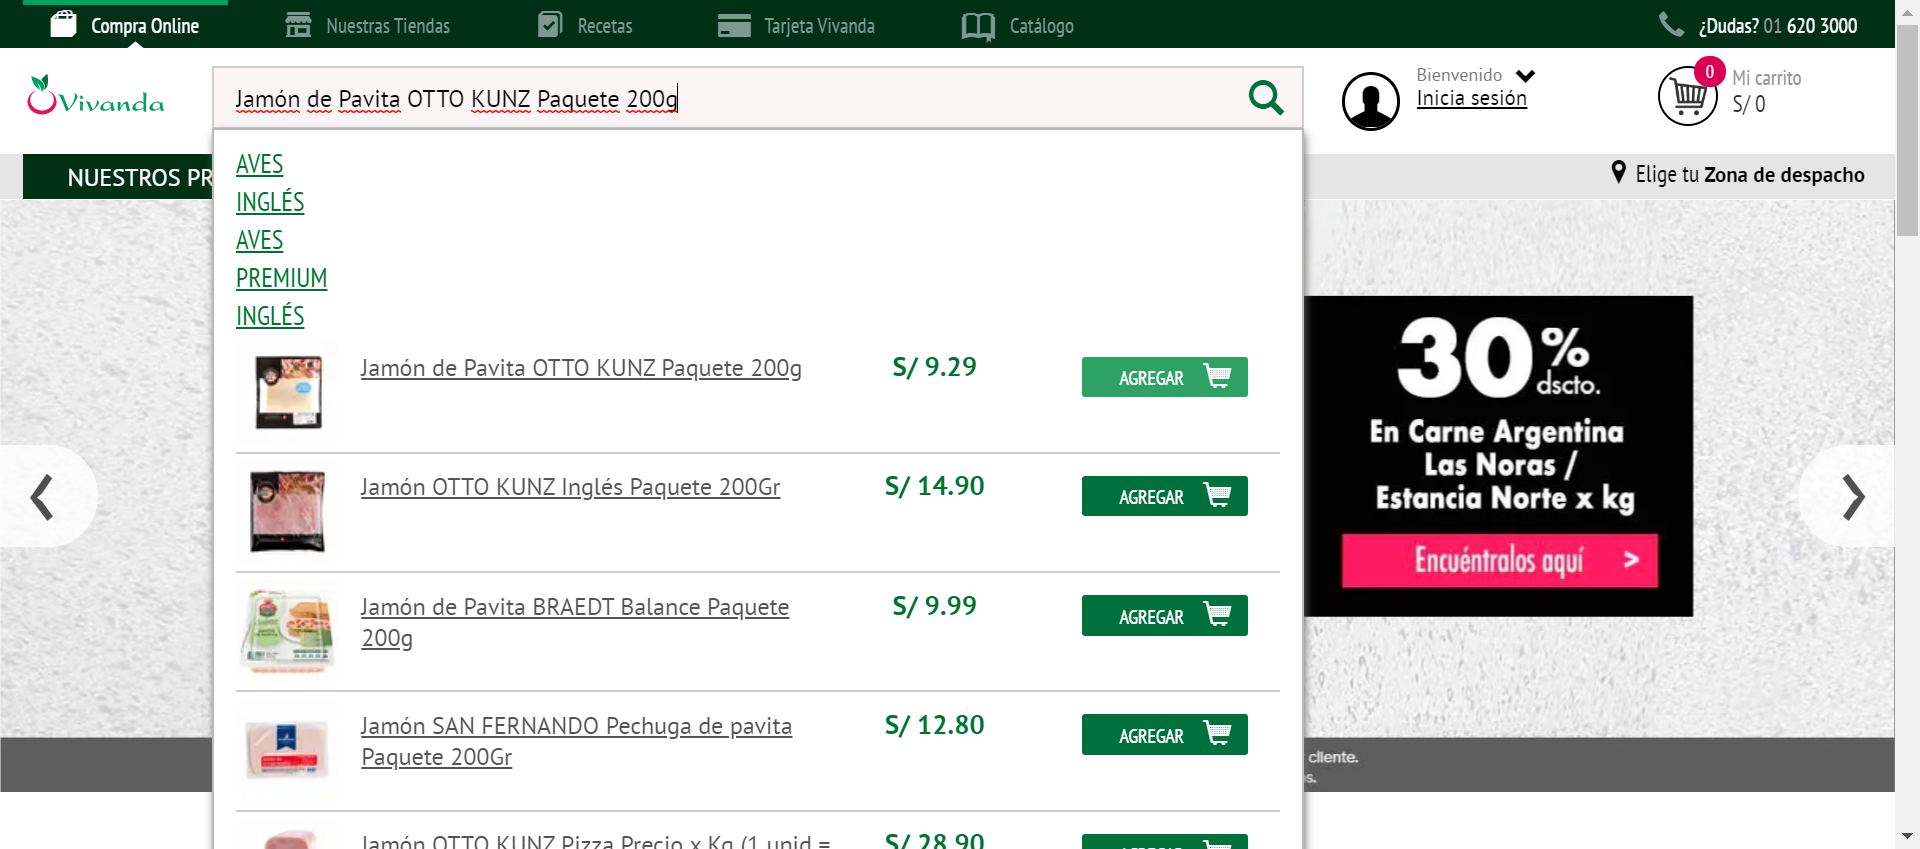 Compra Online
Nuestras Tiendas
Recetas
Tarjeta Vivanda
Catálogo
¿Dudas? 01 620 3000
Vivanda
Jamón de Pavita OTTO KUNZ Paquete 200g
Bienvenido
Inicia sesión
0
Mi carrito
S/ 0
NUESTROS PR
Elige tu Zona de despacho
AVES
INGLÉS
AVES
PREMIUM
INGLÉS
Jamón de Pavita OTTO KUNZ Paquete 200g
S/ 9.29
AGREGAR
Jamón OTTO KUNZ Inglés Paquete 200Gr
S/ 14.90
AGREGAR
Jamón de Pavita BRAEDT Balance Paquete
200g
S/ 9.99
AGREGAR
Jamón SAN FERNANDO Pechuga de pavita
Paquete 200Gr
S/ 12.80
AGREGAR
Jamón OTTO KUNZ Pizza Precio x Kg (1 unid =
S/ 28.90
30%
dscto.
En Carne Argentina
Las Noras /
Estancia Norte x kg
Encuéntralos aquí >
cliente.
s.